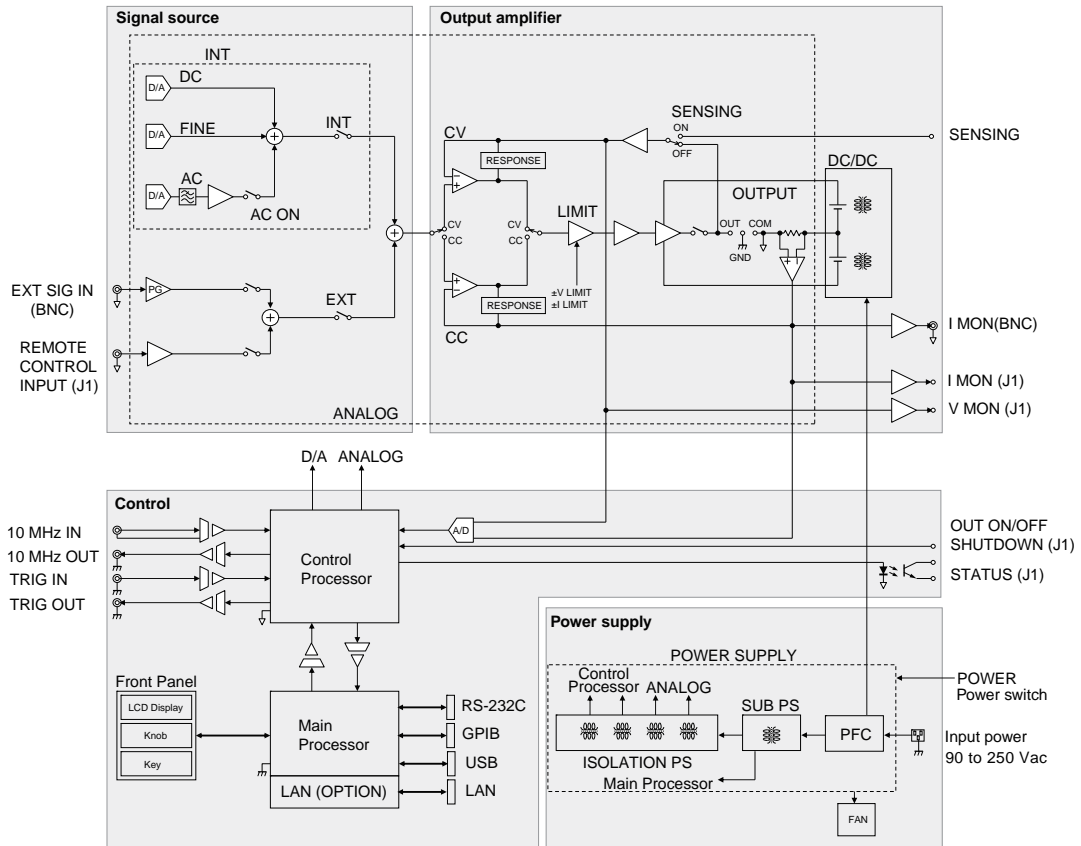 Signal source
INT
D/A
DC
D/A
FINE
INT
D/A
AC
AC ON
EXT SIG IN
(BNC)
PG
EXT
REMOTE
CONTROL
INPUT (J1)
ANALOG
Output amplifier
SENSING
ON
OFF
SENSING
CV
RESPONSE
DC/DC
OUTPUT
LIMIT
CV
CC
CV
CC
OUT
COM
GND
±V LIMIT
±I LIMIT
RESPONSE
CC
I MON(BNC)
I MON (J1)
V MON (J1)
D/A
ANALOG
Control
10 MHz IN
10 MHz OUT
TRIG IN
TRIG OUT
Control
Processor
A/D
OUT ON/OFF
SHUTDOWN (J1)
STATUS (J1)
Front Panel
LCD Display
Knob
Key
Main
Processor
LAN (OPTION)
RS-232C
GPIB
USB
LAN
Power supply
POWER SUPPLY
Control
Processor
ANALOG
SUB PS
PFC
ISOLATION PS
Main Processor
FAN
POWER
Power switch
Input power
90 to 250 Vac